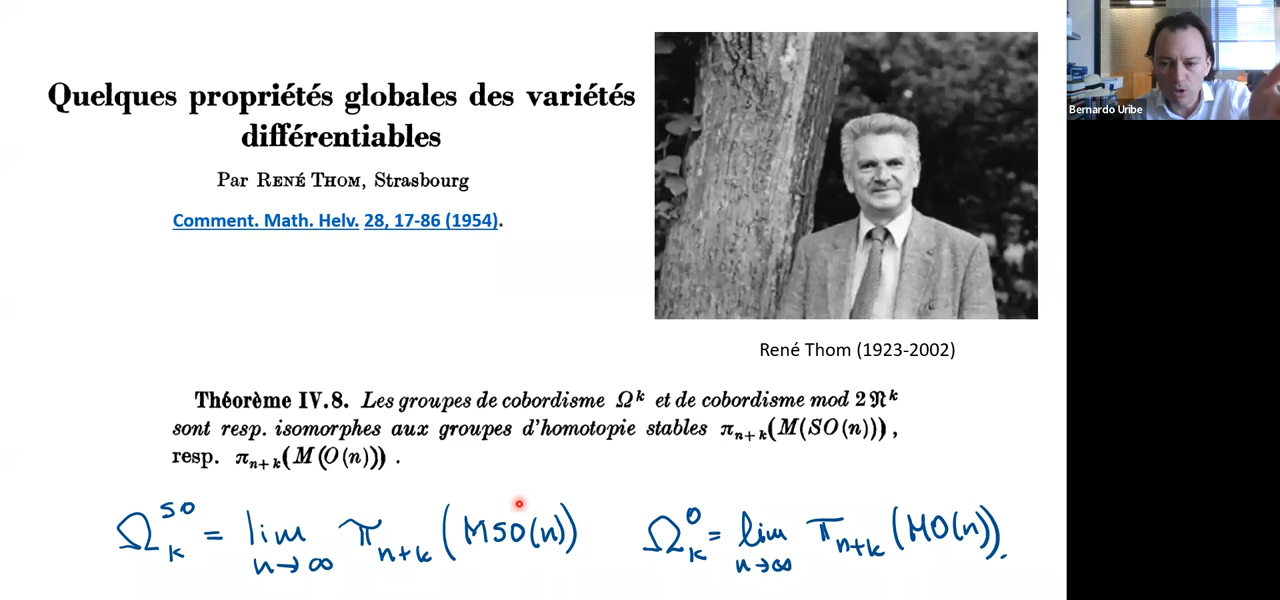 Quelques propriétés globales des variétés
différentiables
Par RENÉ THOM, Strasbourg
Comment. Math. Helv. 28, 17-86 (1954).
Bernardo Uribe
René Thom (1923-2002)
Théorème IV.8. Les groupes de cobordisme Ω^k et de cobordisme mod 2 𝔑^k
sont resp. isomorphes aux groupes d'homotopie stables π_{n+k}(M(SO(n))),
resp. π_{n+k}(M(O(n))).
Ω_k^{SO} = lim_{n→∞} π_{n+k}(MSO(n)) Ω_k^O = lim_{n→∞} π_{n+k}(MO(n)).